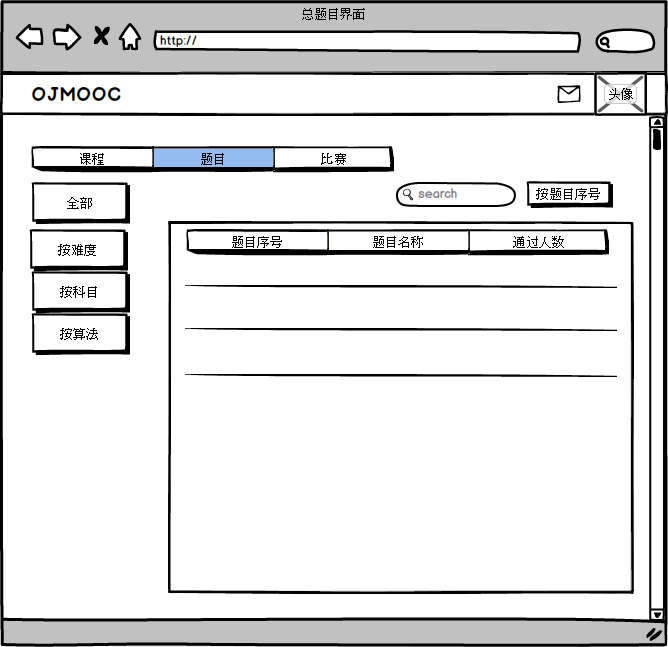 总题目界面
http://
OJMOOC
头像
课程 题目 比赛
全部
search
按题目序号
题目序号 题目名称 通过人数
按难度
按科目
按算法